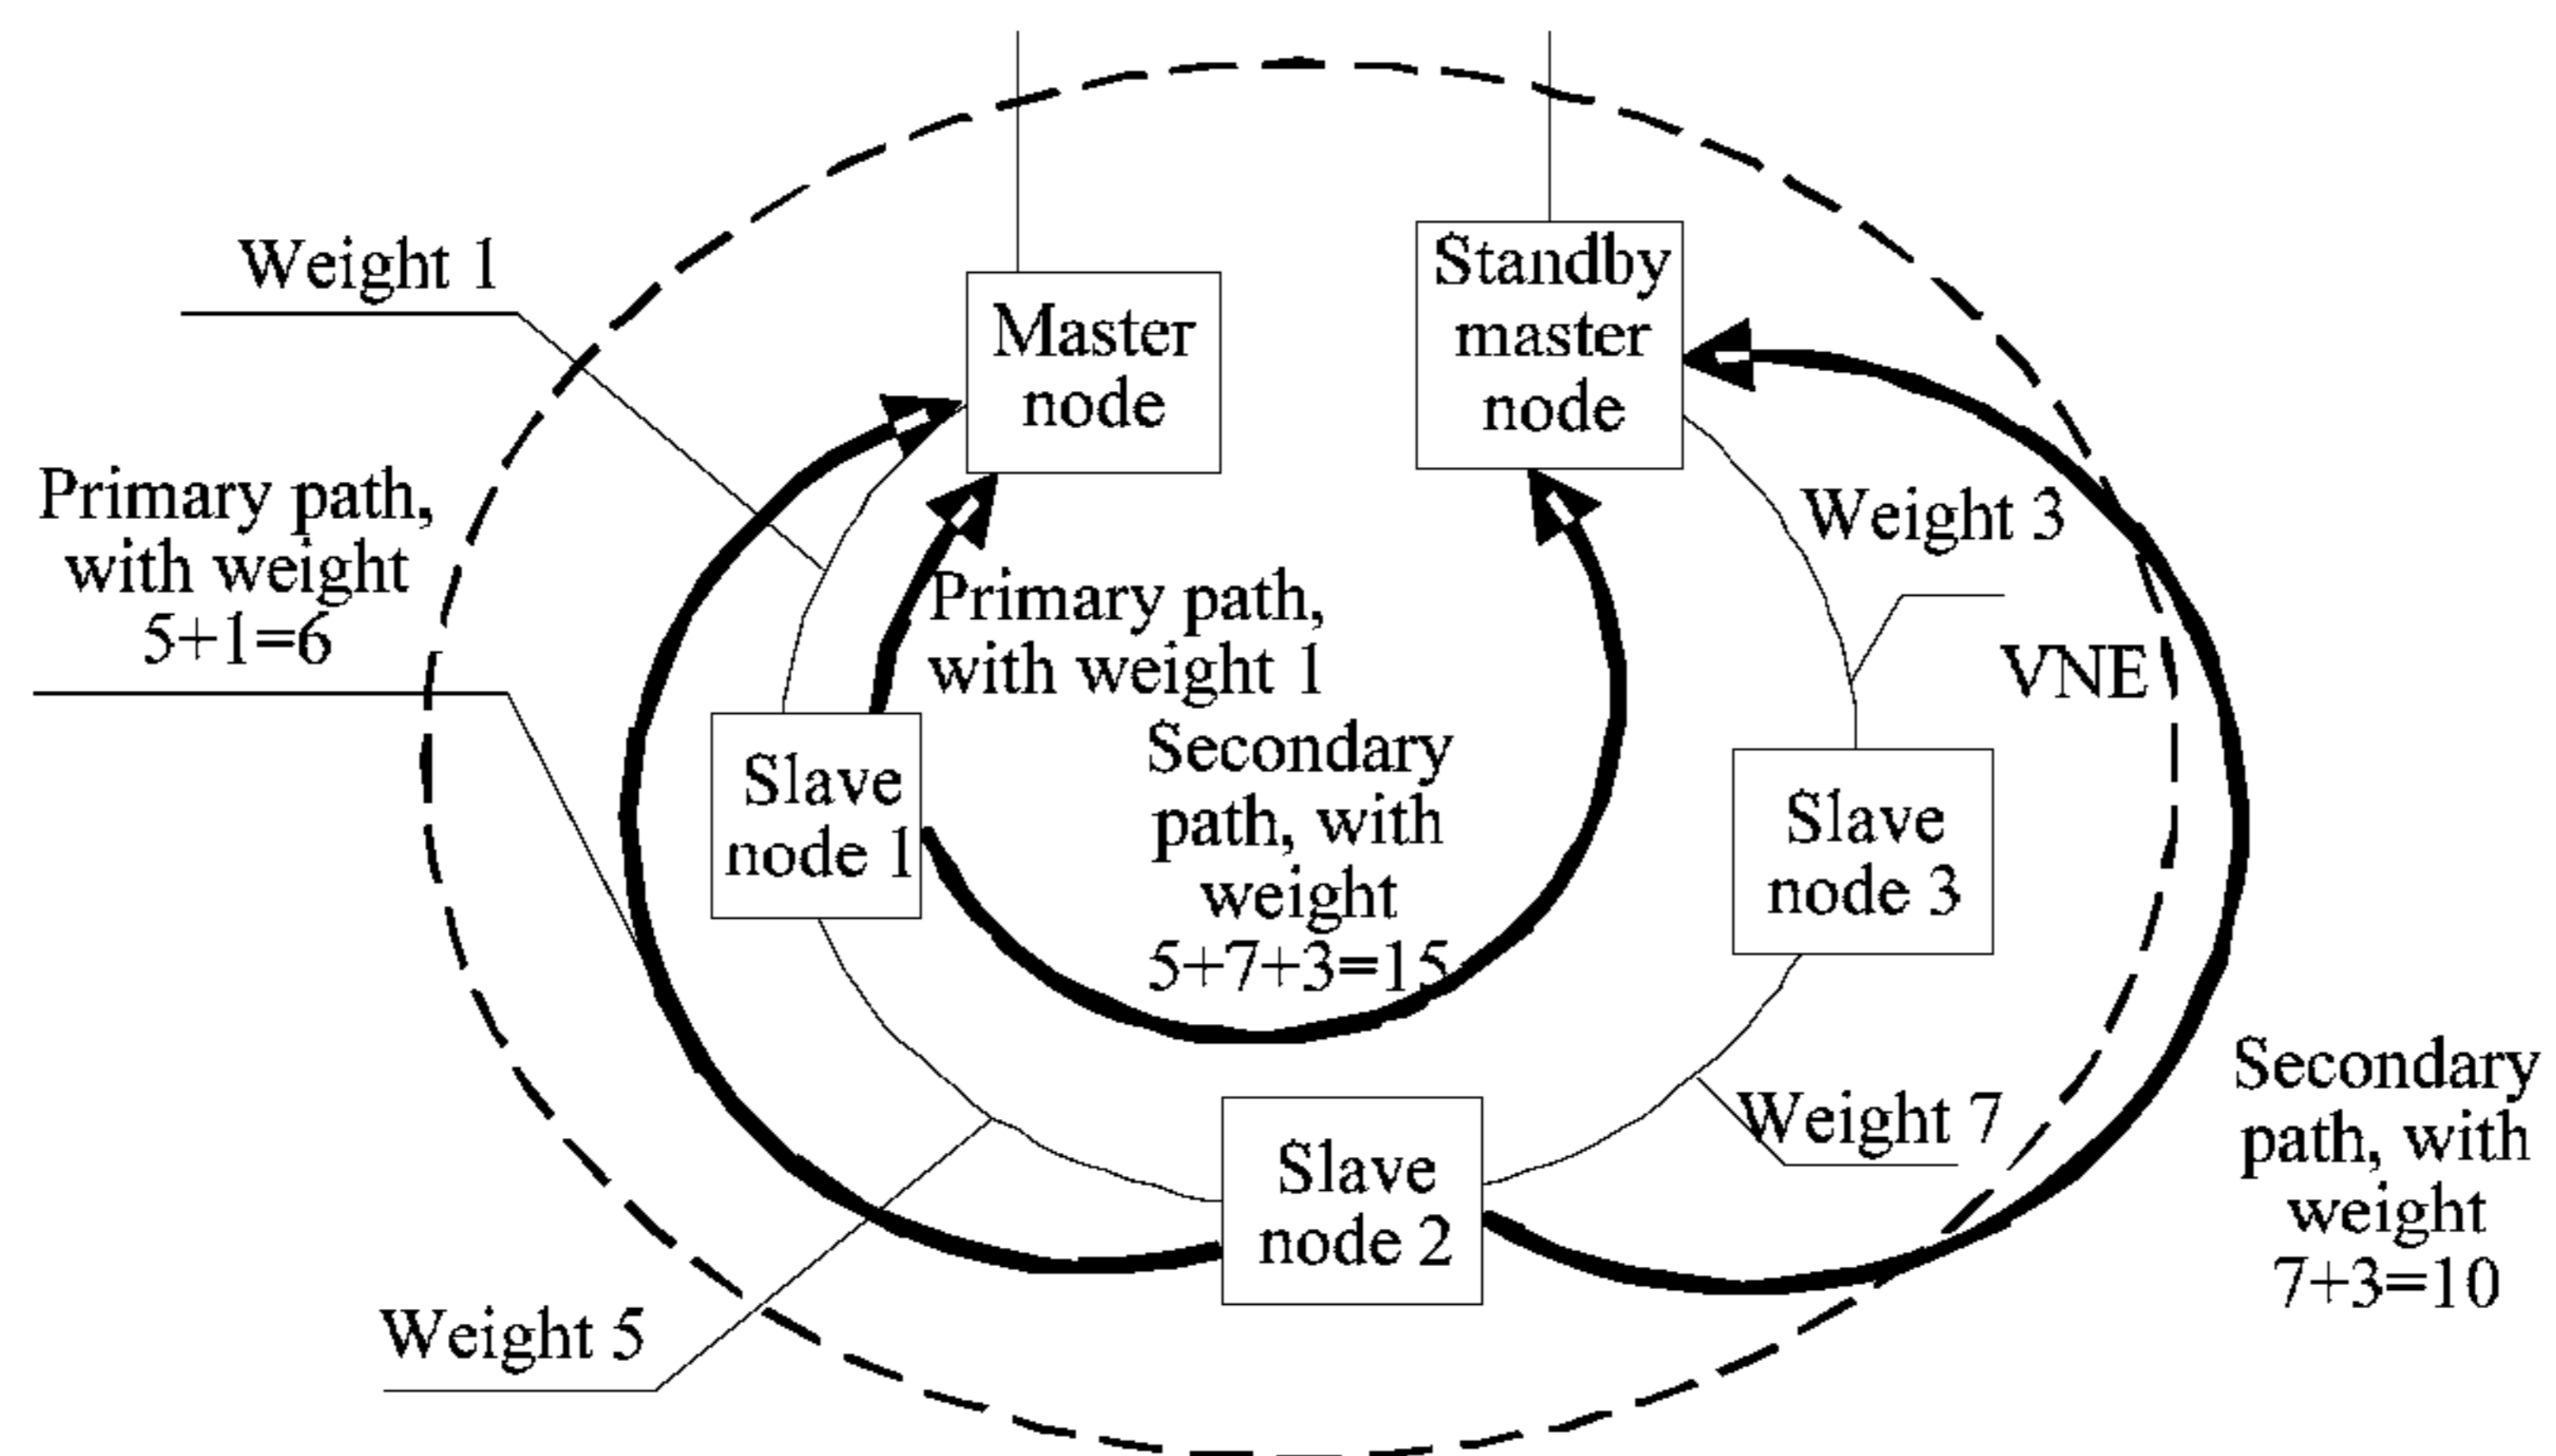 Weight 1
Master
node
Standby
master
node
Primary path,
with weight
5+1=6
Weight 3
Primary path,
with weight 1
VNE
Secondary
path, with
weight
5+7+3=15
Slave
node 1
Slave
node 3
Slave
node 2
Weight 7
Secondary
path, with
weight
7+3=10
Weight 5